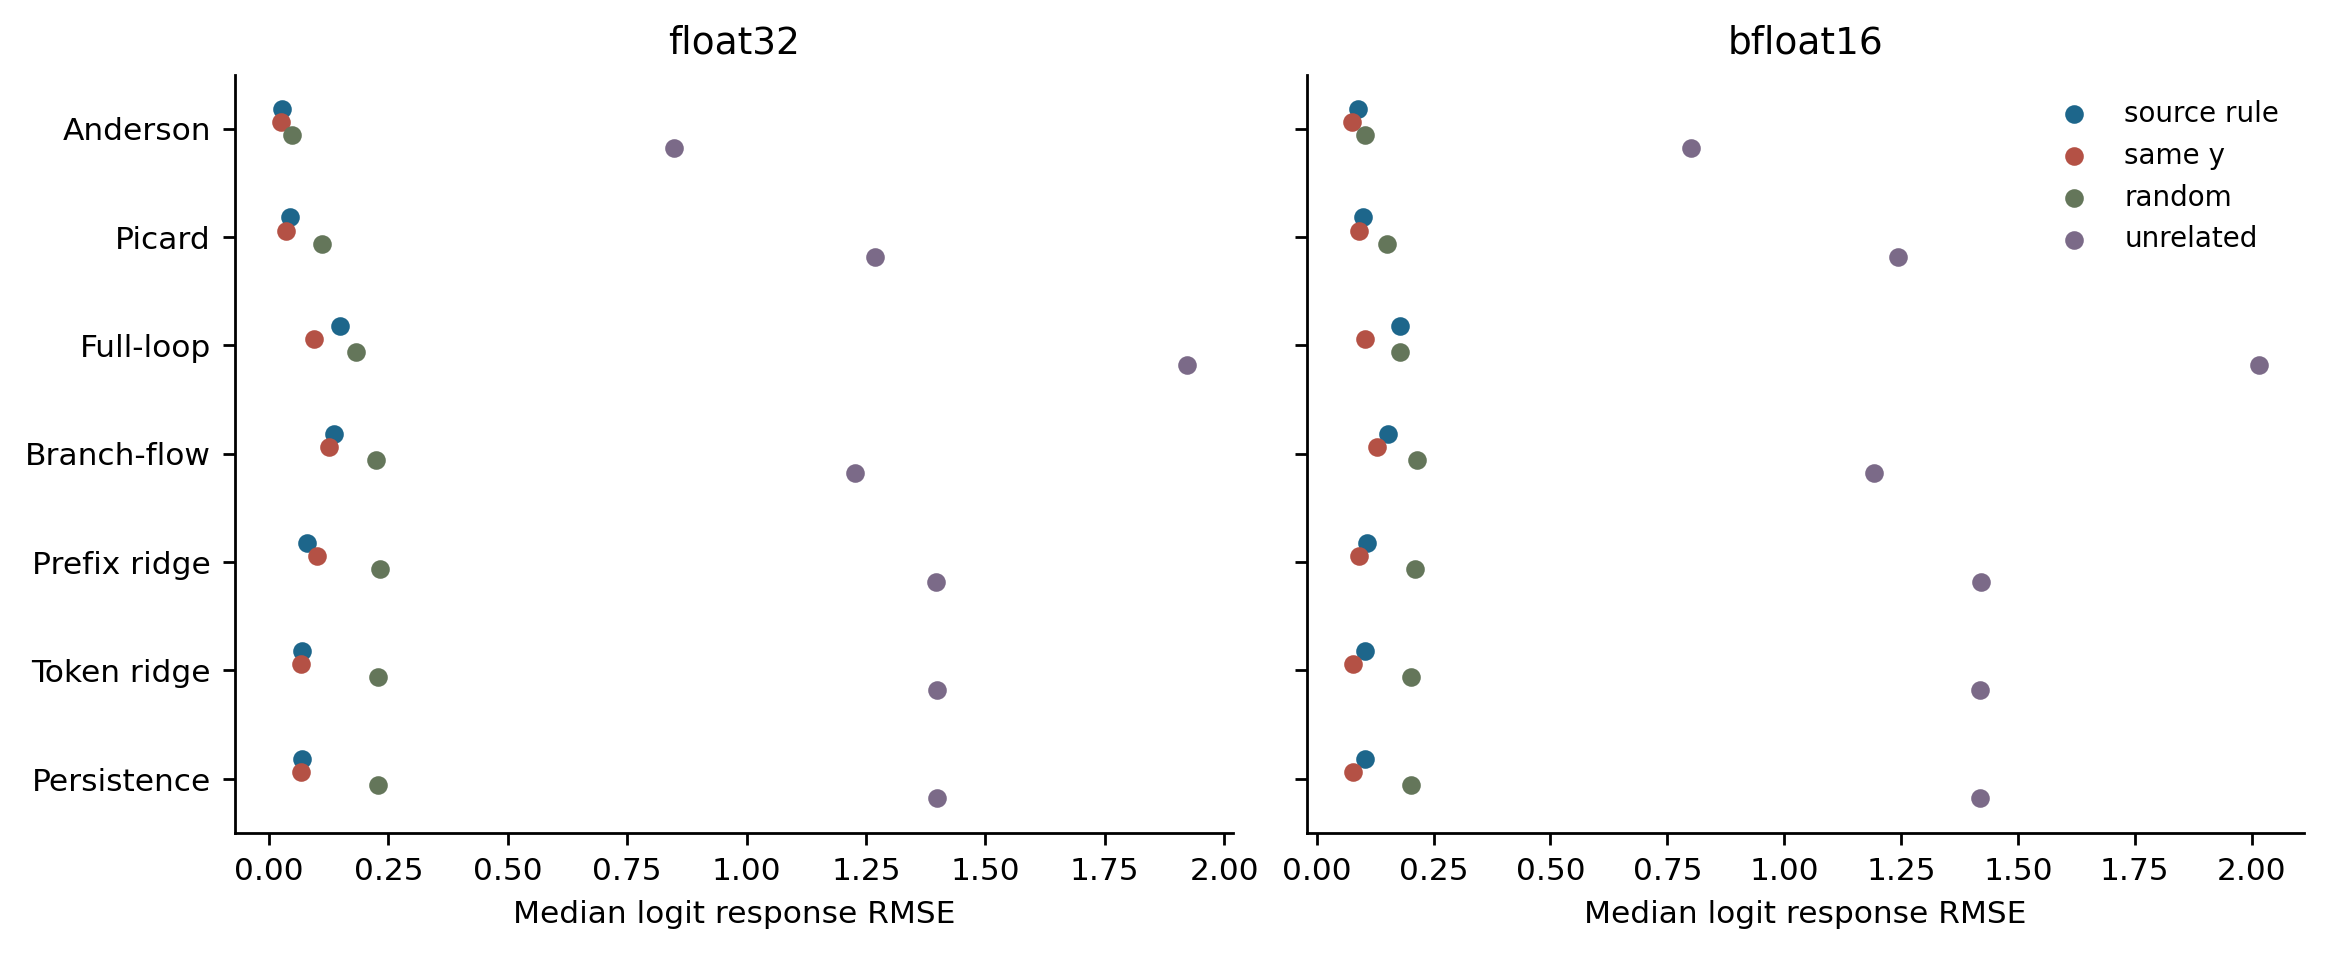 float32
bfloat16
Anderson
Picard
Full-loop
Branch-flow
Prefix ridge
Token ridge
Persistence
source rule
same y
random
unrelated
0.00 0.25 0.50 0.75 1.00 1.25 1.50 1.75 2.00
0.00 0.25 0.50 0.75 1.00 1.25 1.50 1.75 2.00
Median logit response RMSE
Median logit response RMSE